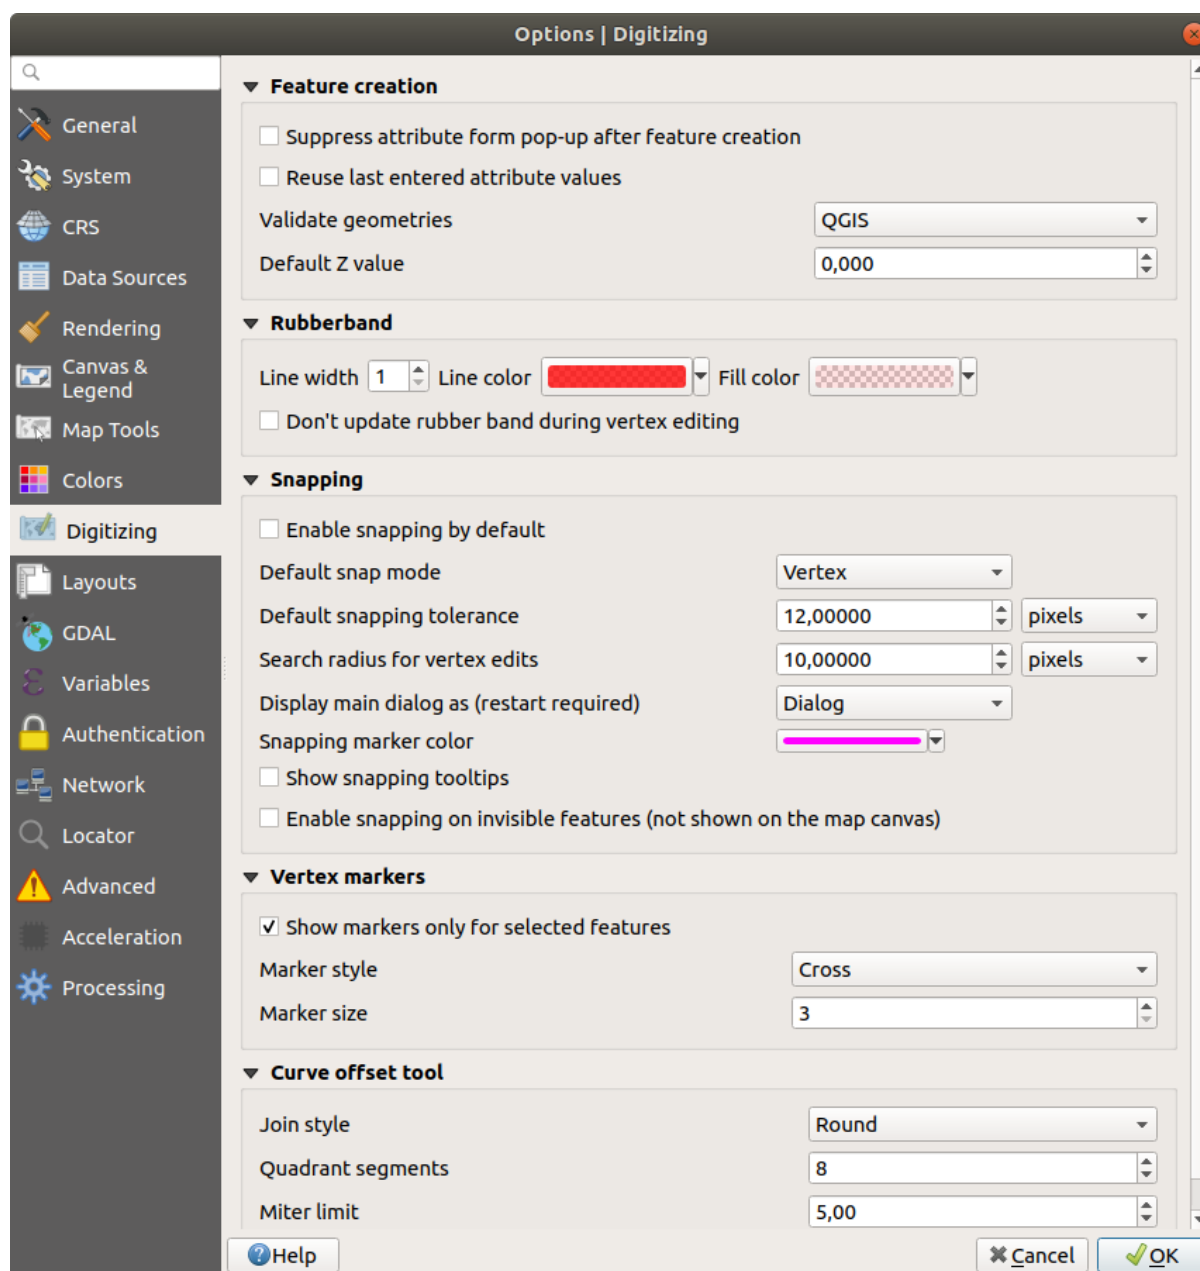 Options | Digitizing
General
System
CRS
Data Sources
Rendering
Canvas &
Legend
Map Tools
Colors
Digitizing
Layouts
GDAL
Variables
Authentication
Network
Locator
Advanced
Acceleration
Processing
Feature creation
Suppress attribute form pop-up after feature creation
Reuse last entered attribute values
Validate geometries QGIS
Default Z value 0,000
Rubberband
Line width 1 Line color Fill color
Don't update rubber band during vertex editing
Snapping
Enable snapping by default
Default snap mode Vertex
Default snapping tolerance 12,00000 pixels
Search radius for vertex edits 10,00000 pixels
Display main dialog as (restart required) Dialog
Snapping marker color
Show snapping tooltips
Enable snapping on invisible features (not shown on the map canvas)
Vertex markers
Show markers only for selected features
Marker style Cross
Marker size 3
Curve offset tool
Join style Round
Quadrant segments 8
Miter limit 5,00
Help Cancel OK